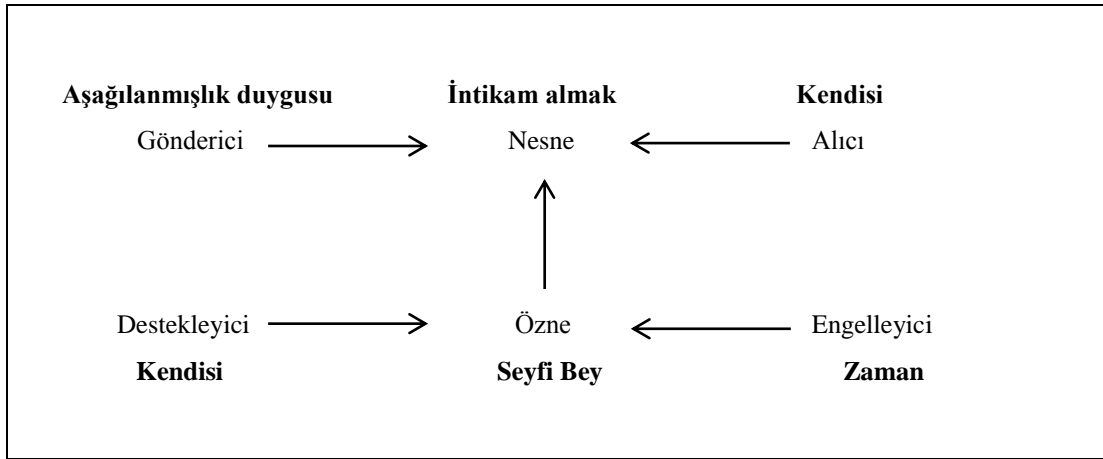 Aşağılanmışlık duygusu İntikam almak Kendisi
Gönderici Nesne Alıcı
Destekleyici Özne Engelleyici
Kendisi Seyfi Bey Zaman